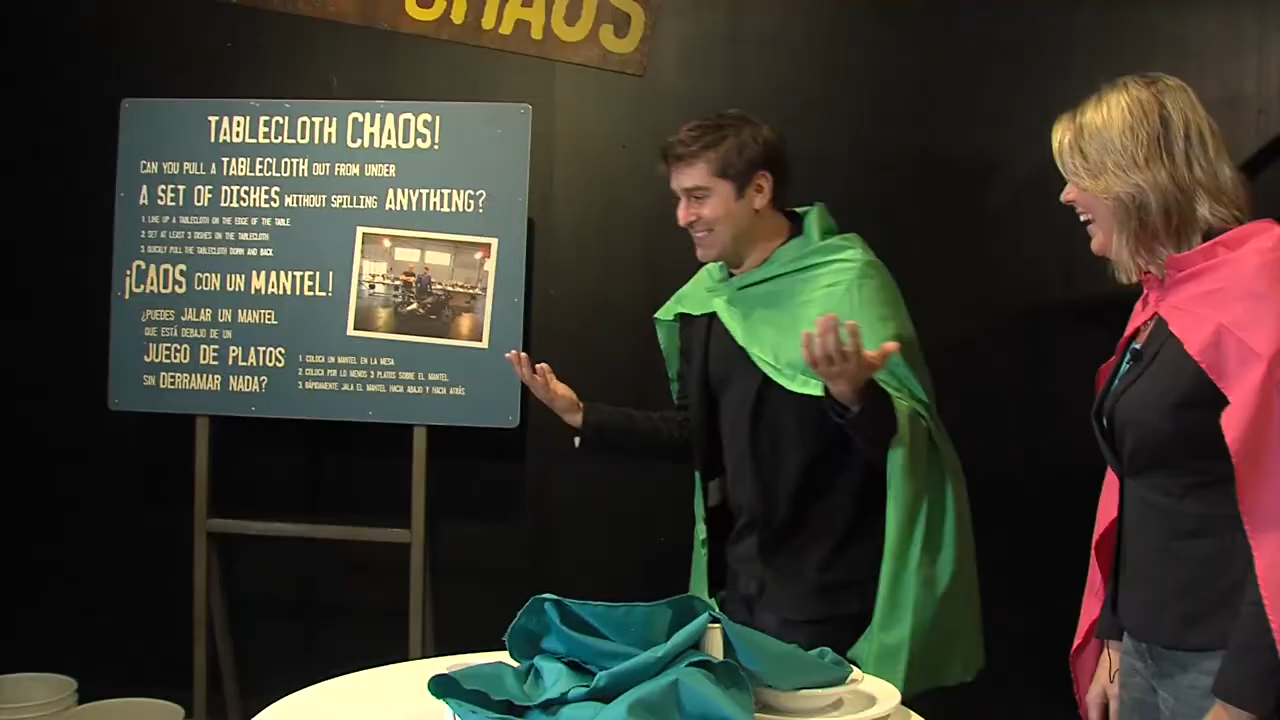 CHAOS
TABLECLOTH CHAOS!
CAN YOU PULL A TABLECLOTH OUT FROM UNDER
A SET OF DISHES WITHOUT SPILLING ANYTHING?
1. LINE UP A TABLECLOTH ON THE EDGE OF THE TABLE.
2. SET AT LEAST 3 DISHES ON THE TABLECLOTH.
3. QUICKLY PULL THE TABLECLOTH DOWN AND BACK.
¡CAOS CON UN MANTEL!
¿PUEDES JALAR UN MANTEL
QUE ESTÁ DEBAJO DE UN
JUEGO DE PLATOS
SIN DERRAMAR NADA?
1. COLOCA UN MANTEL EN LA MESA.
2. COLOCA POR LO MENOS 3 PLATOS SOBRE EL MANTEL.
3. RÁPIDAMENTE JALA EL MANTEL HACIA ABAJO Y HACIA ATRÁS.